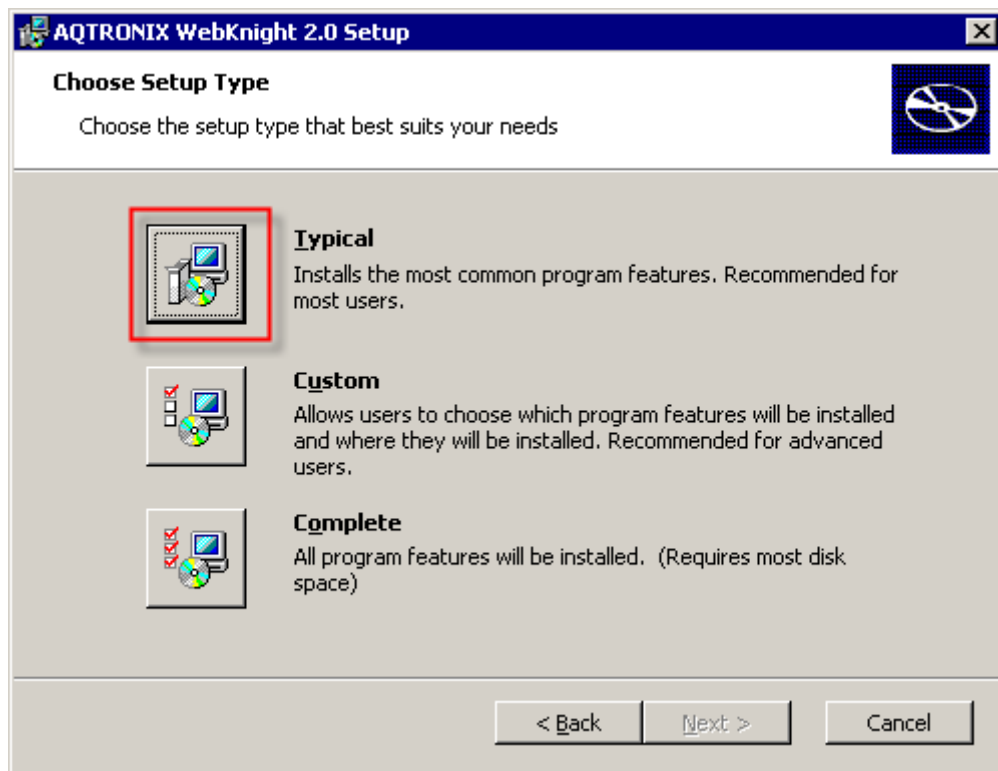 AQTRONIX WebKnight 2.0 Setup
Choose Setup Type
Choose the setup type that best suits your needs
Typical
Installs the most common program features. Recommended for
most users.
Custom
Allows users to choose which program features will be installed
and where they will be installed. Recommended for advanced
users.
Complete
All program features will be installed.  (Requires most disk
space)
< Back
Next >
Cancel